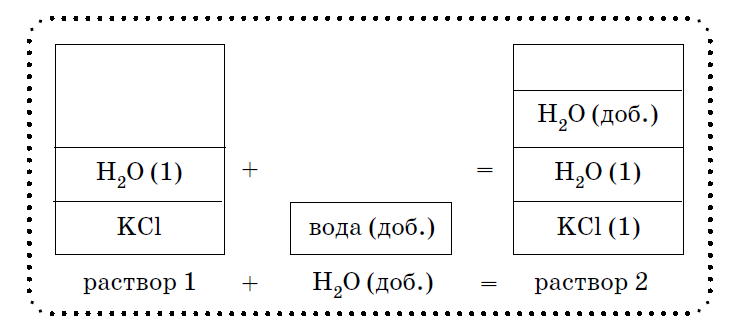 H₂O (доб.)
H₂O (1) + = H₂O (1)
KCl вода (доб.) KCl (1)
раствор 1 + H₂O (доб.) = раствор 2